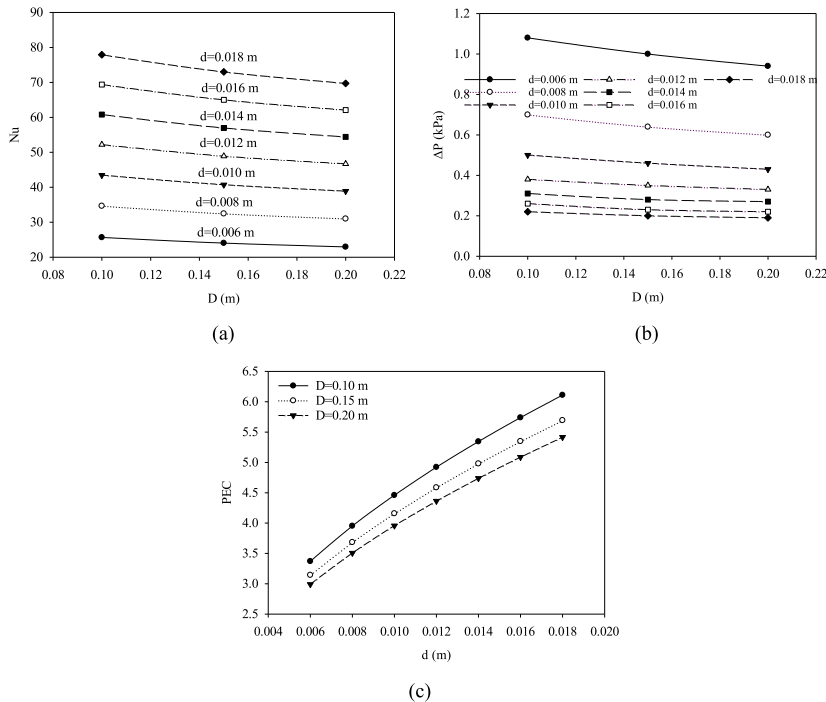 90
80
70
60
50
40
30
20
Nu
d=0.018 m
d=0.016 m
d=0.014 m
d=0.012 m
d=0.010 m
d=0.008 m
d=0.006 m
0.08 0.10 0.12 0.14 0.16 0.18 0.20 0.22
D (m)
(a)
1.2
1.0
0.8
0.6
0.4
0.2
0.0
ΔP (kPa)
d=0.006 m d=0.012 m d=0.018 m
d=0.008 m d=0.014 m
d=0.010 m d=0.016 m
0.08 0.10 0.12 0.14 0.16 0.18 0.20 0.22
D (m)
(b)
6.5
6.0
5.5
5.0
4.5
4.0
3.5
3.0
2.5
PEC
D=0.10 m
D=0.15 m
D=0.20 m
0.004 0.006 0.008 0.010 0.012 0.014 0.016 0.018 0.020
d (m)
(c)